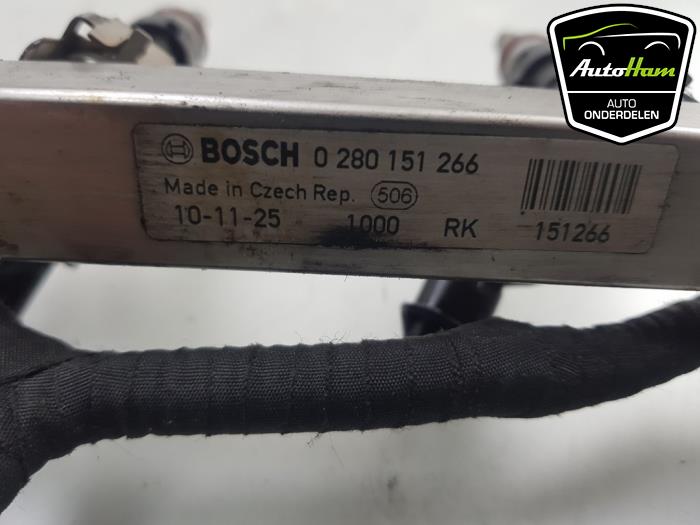 AutoHam
AUTO
ONDERDELEN
BOSCH 0 280 151 266
Made in Czech Rep. 506
10-11-25 1000 RK 151266